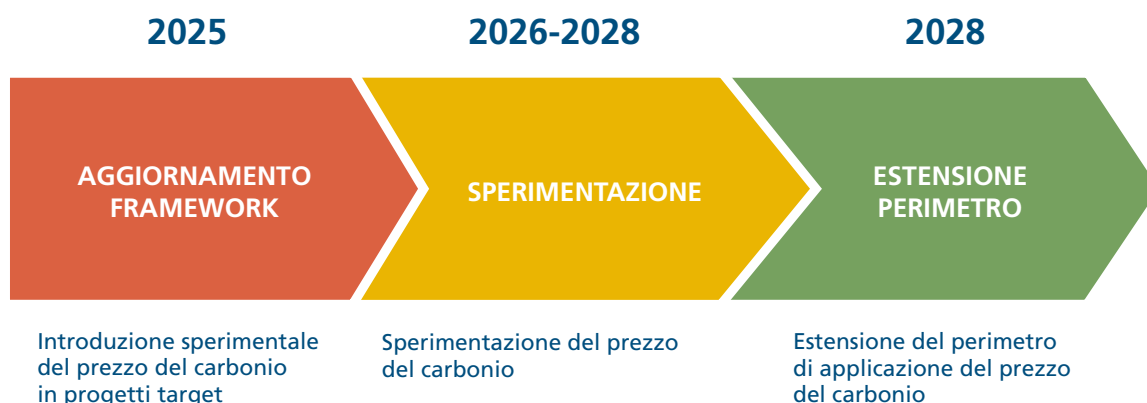 2025
2026-2028
2028
AGGIORNAMENTO
FRAMEWORK
SPERIMENTAZIONE
ESTENSIONE
PERIMETRO
Introduzione sperimentale
del prezzo del carbonio
in progetti target
Sperimentazione del prezzo
del carbonio
Estensione del perimetro
di applicazione del prezzo
del carbonio